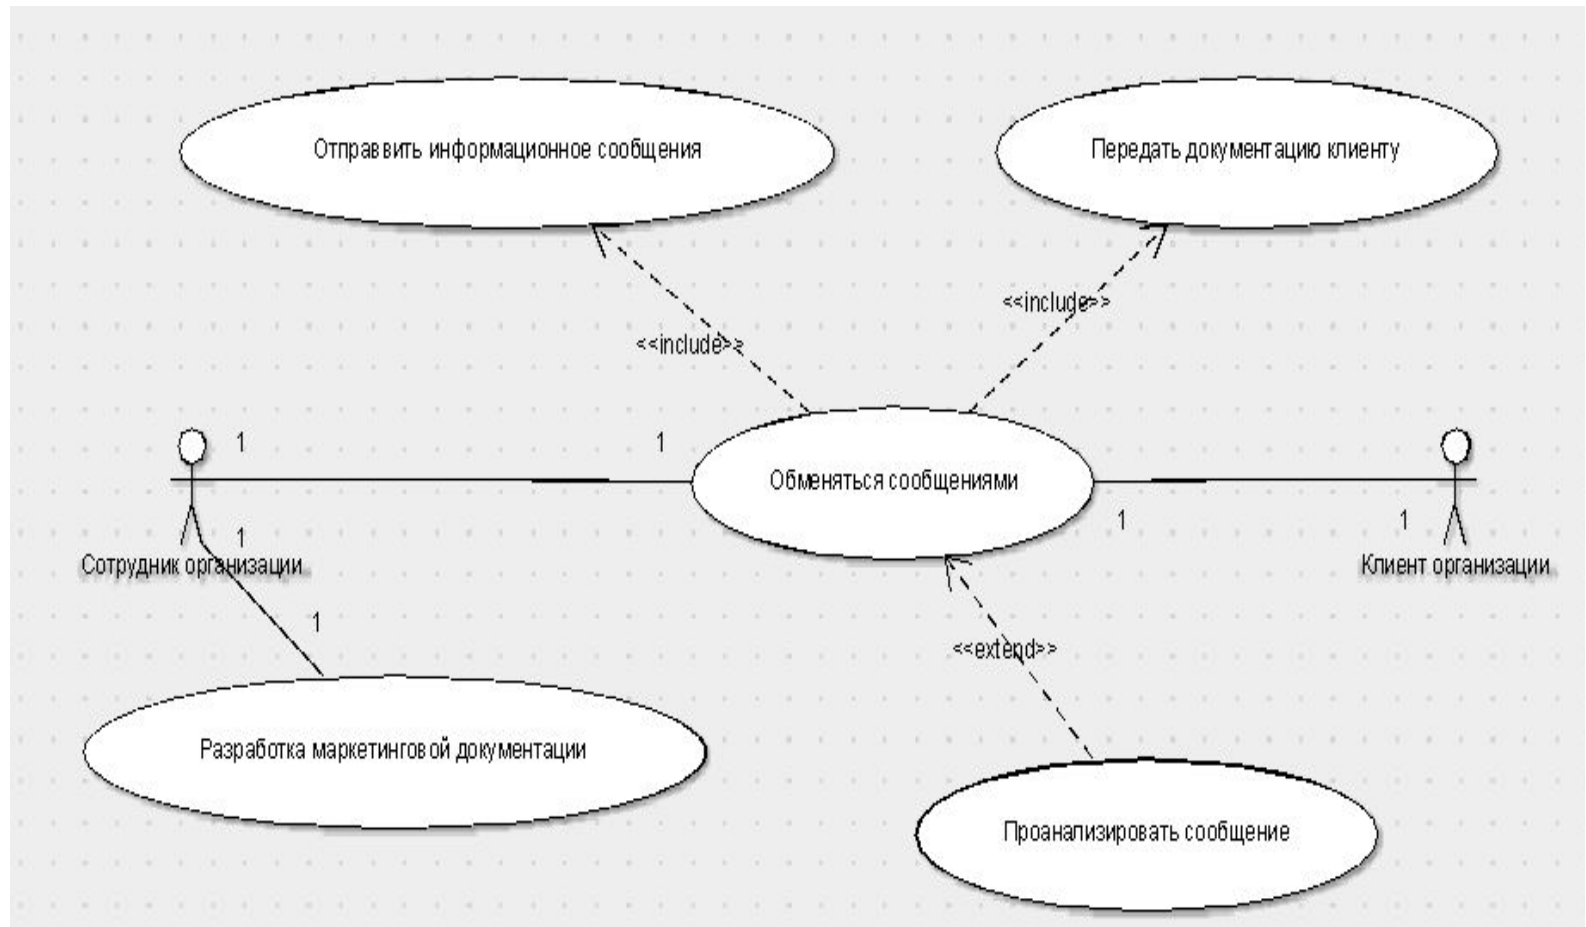 Отправвить информационное сообщения
Передать документацию клиенту
<<include>>
<<include>>
1
1
Обменяться сообщениями
1
1
1
Сотрудник организации
Клиент организации
1
<<extend>>
Разработка маркетинговой документации
Проанализировать сообщение